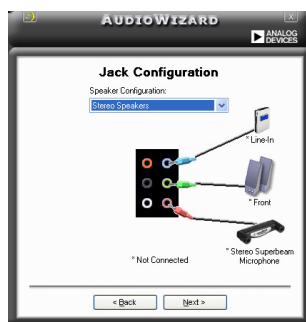 AUDIOWIZARD
ANALOG
DEVICES
Jack Configuration
Speaker Configuration:
Stereo Speakers
* Line-In
* Front
* Not Connected
* Stereo Superbeam
Microphone
< Back
Next >